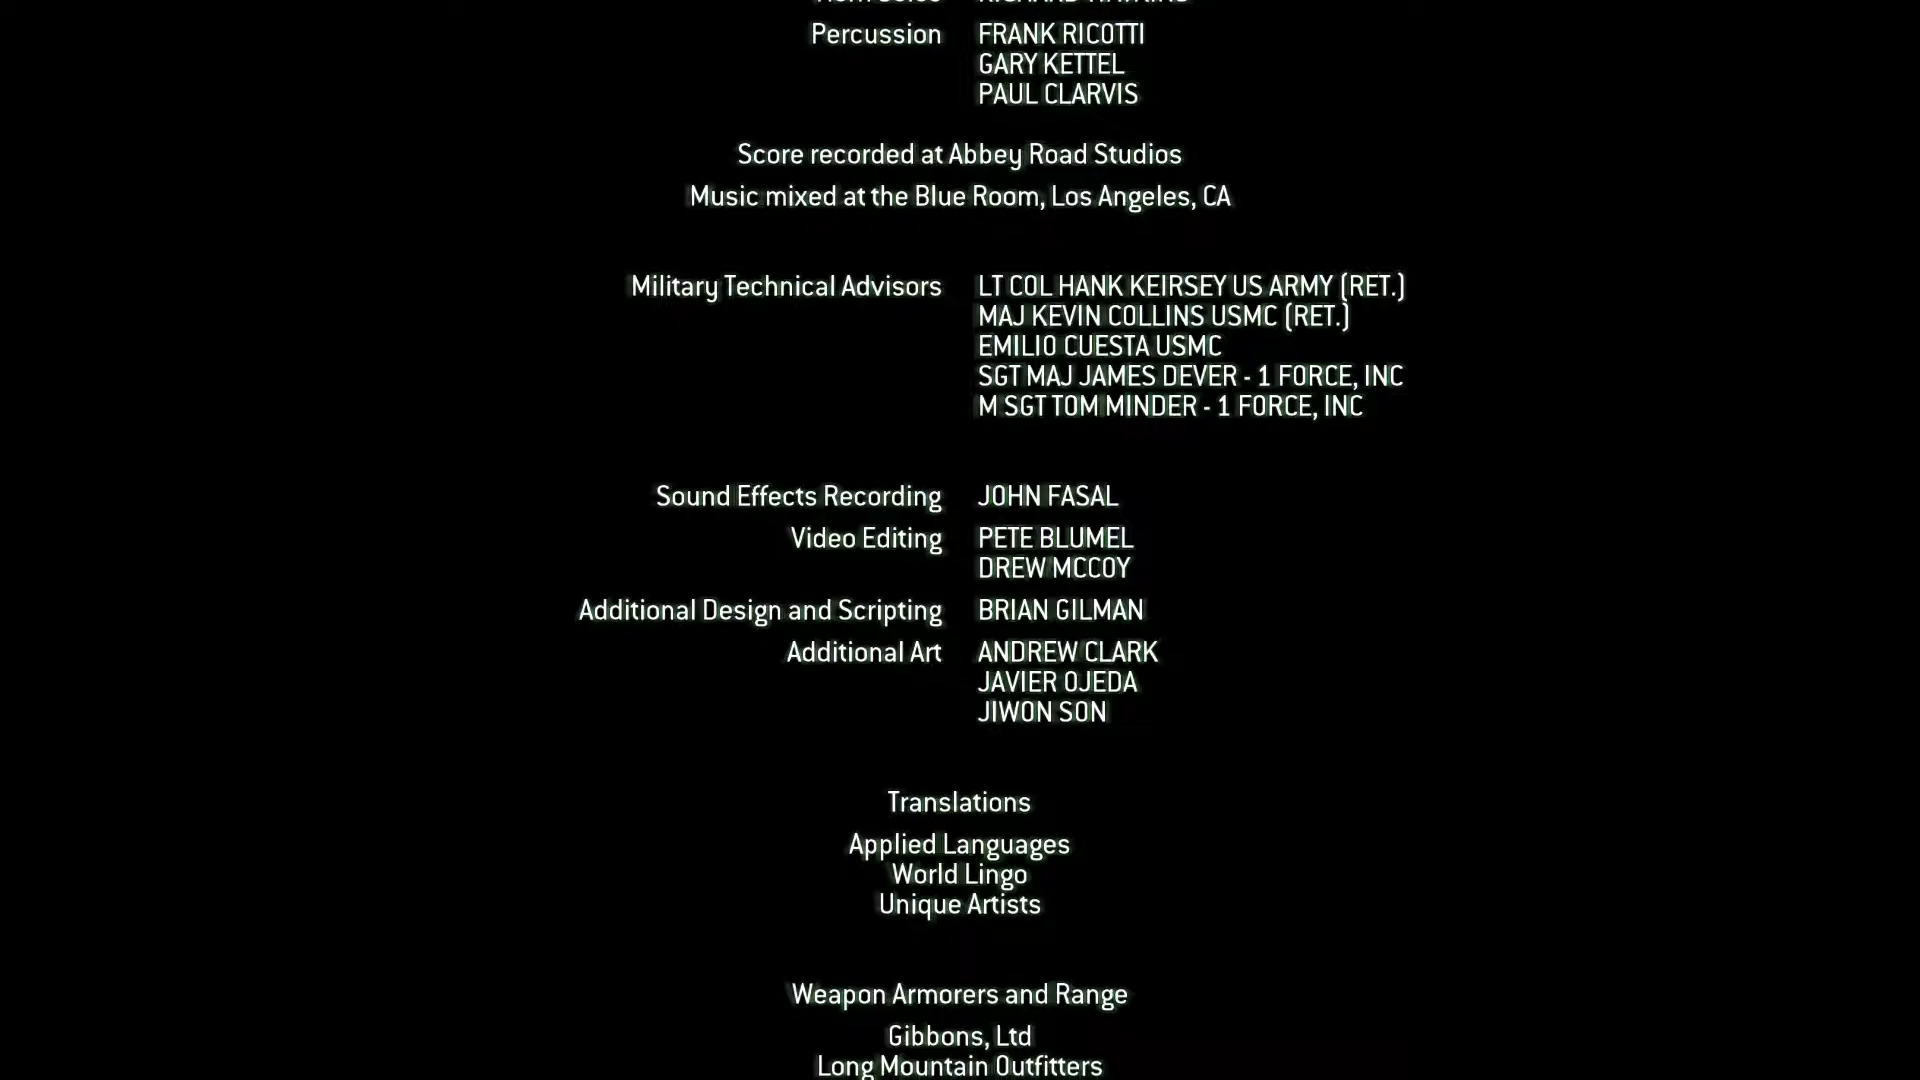 Percussion FRANK RICOTTI
GARY KETTEL
PAUL CLARVIS
Score recorded at Abbey Road Studios
Music mixed at the Blue Room, Los Angeles, CA
Military Technical Advisors LT COL HANK KEIRSEY US ARMY (RET.)
MAJ KEVIN COLLINS USMC (RET.)
EMILIO CUESTA USMC
SGT MAJ JAMES DEVER - 1 FORCE, INC
M SGT TOM MINDER - 1 FORCE, INC
Sound Effects Recording JOHN FASAL
Video Editing PETE BLUMEL
DREW MCCOY
Additional Design and Scripting BRIAN GILMAN
Additional Art ANDREW CLARK
JAVIER OJEDA
JIWON SON
Translations
Applied Languages
World Lingo
Unique Artists
Weapon Armorers and Range
Gibbons, Ltd
Long Mountain Outfitters